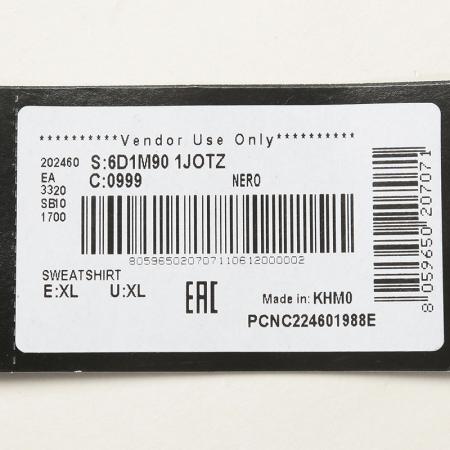 **********Vendor Use Only**********
202460 S:6D1M90 1JOTZ
EA C:0999 NERO
3320
SB10
1700
805965020707110612000002
SWEATSHIRT
E:XL U:XL
EAC
Made in: KHM0
PCNC224601988E
8 059650 207071